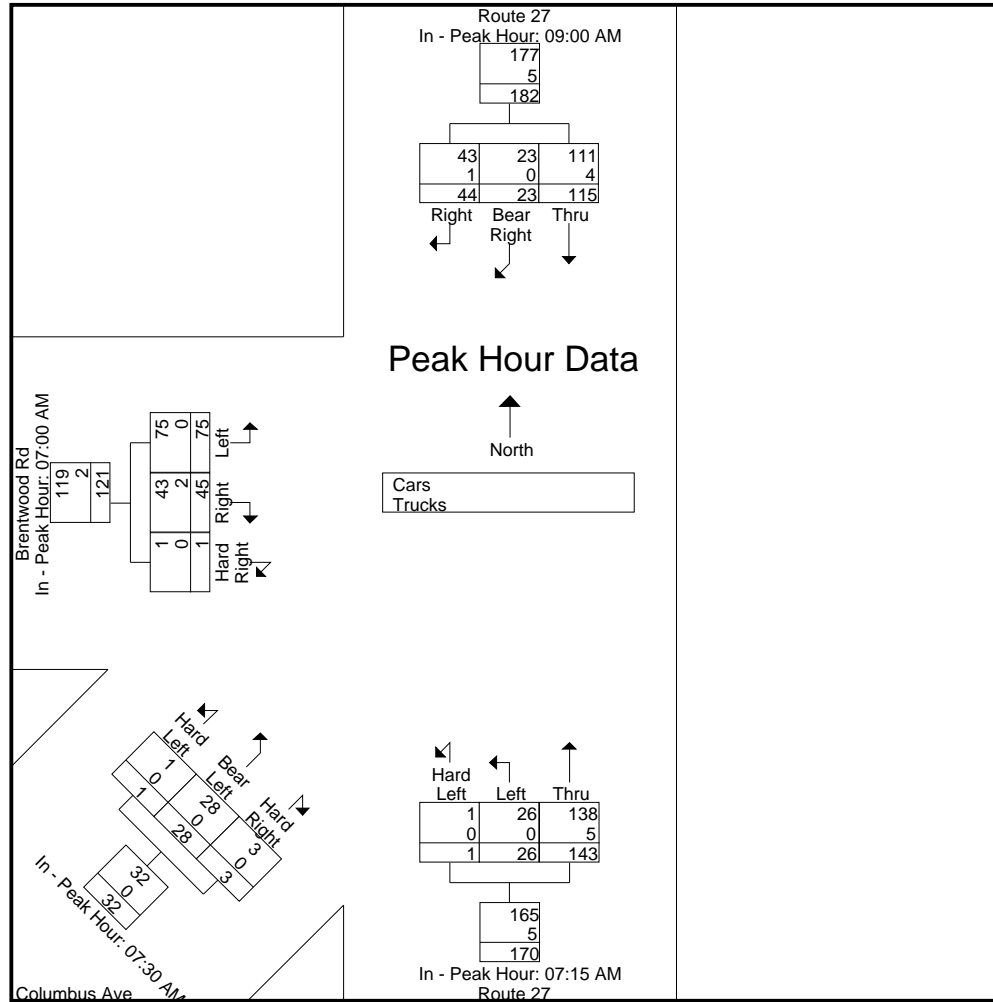 Route 27
In - Peak Hour: 09:00 AM
177
5
182
43 23 111
1 0 4
44 23 115
Right Bear Right Thru
Peak Hour Data
North
Cars
Trucks
Brentwood Rd
In - Peak Hour: 07:00 AM
119
2
121
75 0 75
Left
43 2 45
Right
1 0 1
Hard Right
Hard Left
1
0
1
Bear Left
28
0
28
Hard Right
3
0
3
32
0
32
In - Peak Hour: 07:30 AM
Columbus Ave
Hard Left Left Thru
1 26 138
0 0 5
1 26 143
165
5
170
In - Peak Hour: 07:15 AM
Route 27